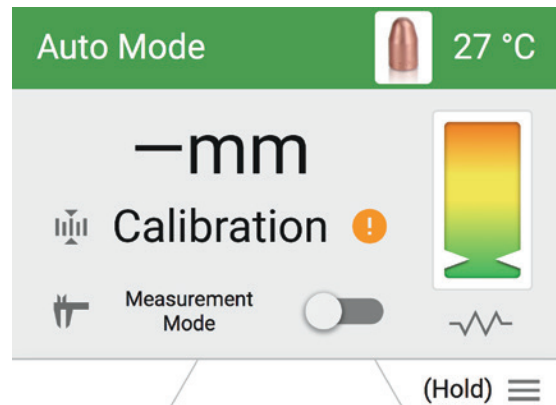 Auto Mode
27 °C
—mm
Calibration
!
Measurement
Mode
(Hold)